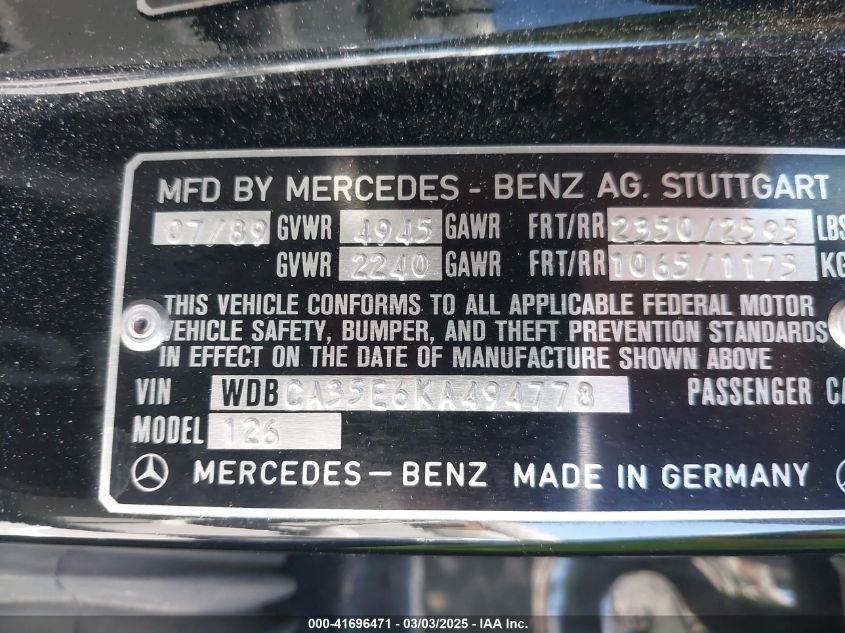 MFD BY MERCEDES - BENZ AG. STUTTGART
07/89 GVWR 4945 GAWR FRT/RR 2350/2595 LBS
GVWR 2240 GAWR FRT/RR 1065/1175 KG
THIS VEHICLE CONFORMS TO ALL APPLICABLE FEDERAL MOTOR
VEHICLE SAFETY, BUMPER, AND THEFT PREVENTION STANDARDS
IN EFFECT ON THE DATE OF MANUFACTURE SHOWN ABOVE
VIN WDBCA35E6KA494778 PASSENGER CA
MODEL 126
MERCEDES-BENZ MADE IN GERMANY
000-41696471 - 03/03/2025 - IAA Inc.